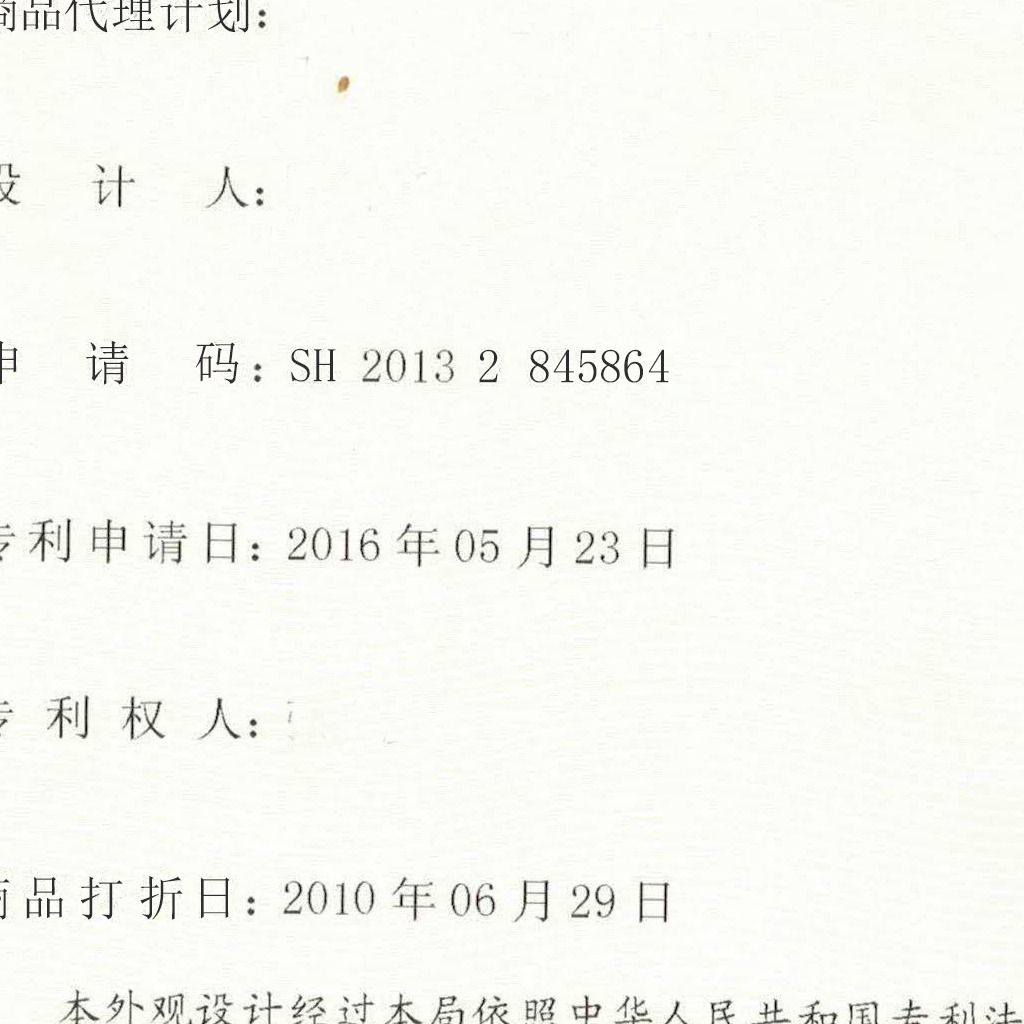 商品代理计划:
设 计 人:
申 请 码: SH 2013 2 845864
专利申请日: 2016 年 05 月 23 日
专 利 权 人:
商品打折日: 2010 年 06 月 29 日
本外观设计经过本局依照中华人民共和国专利法